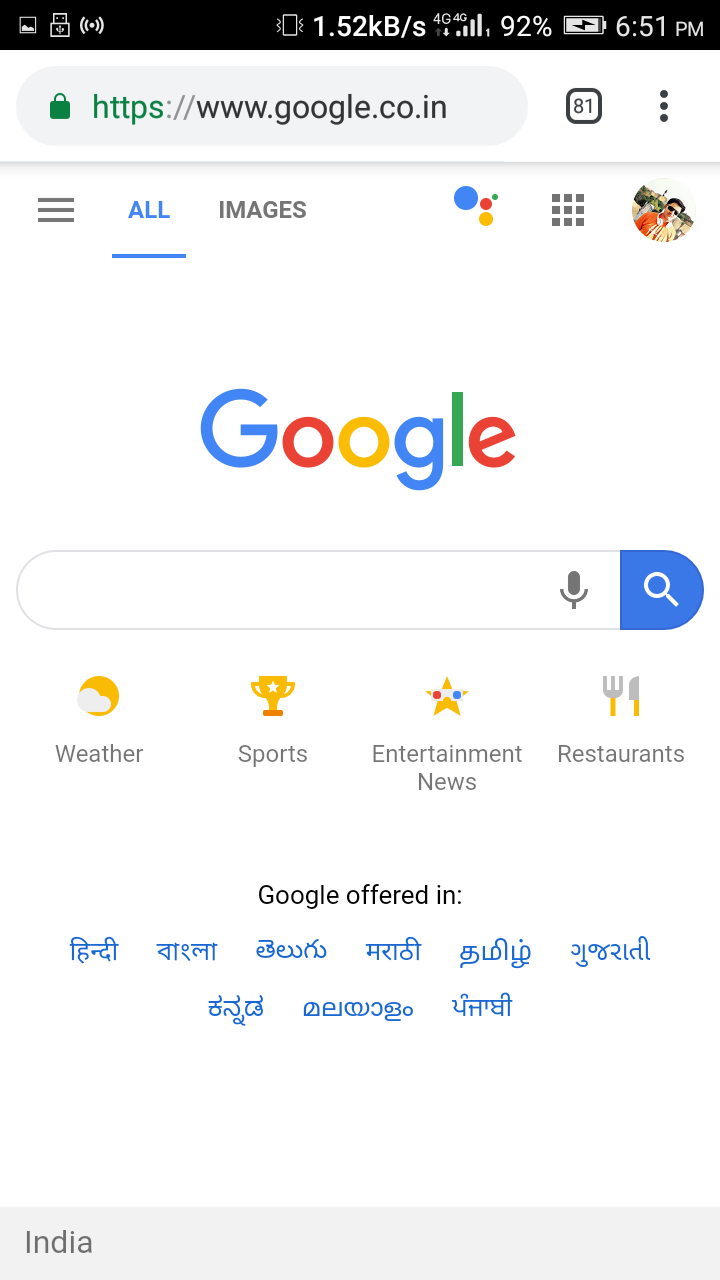 1.52kB/s 4G 4G 1 92% 6:51 PM
https://www.google.co.in 81
ALL IMAGES
Google
Weather Sports Entertainment News Restaurants
Google offered in:
हिन्दी বাংলা తెలుగు मराठी தமிழ் ગુજરાતી
ಕನ್ನಡ മലയാളം ਪੰਜਾਬੀ
India